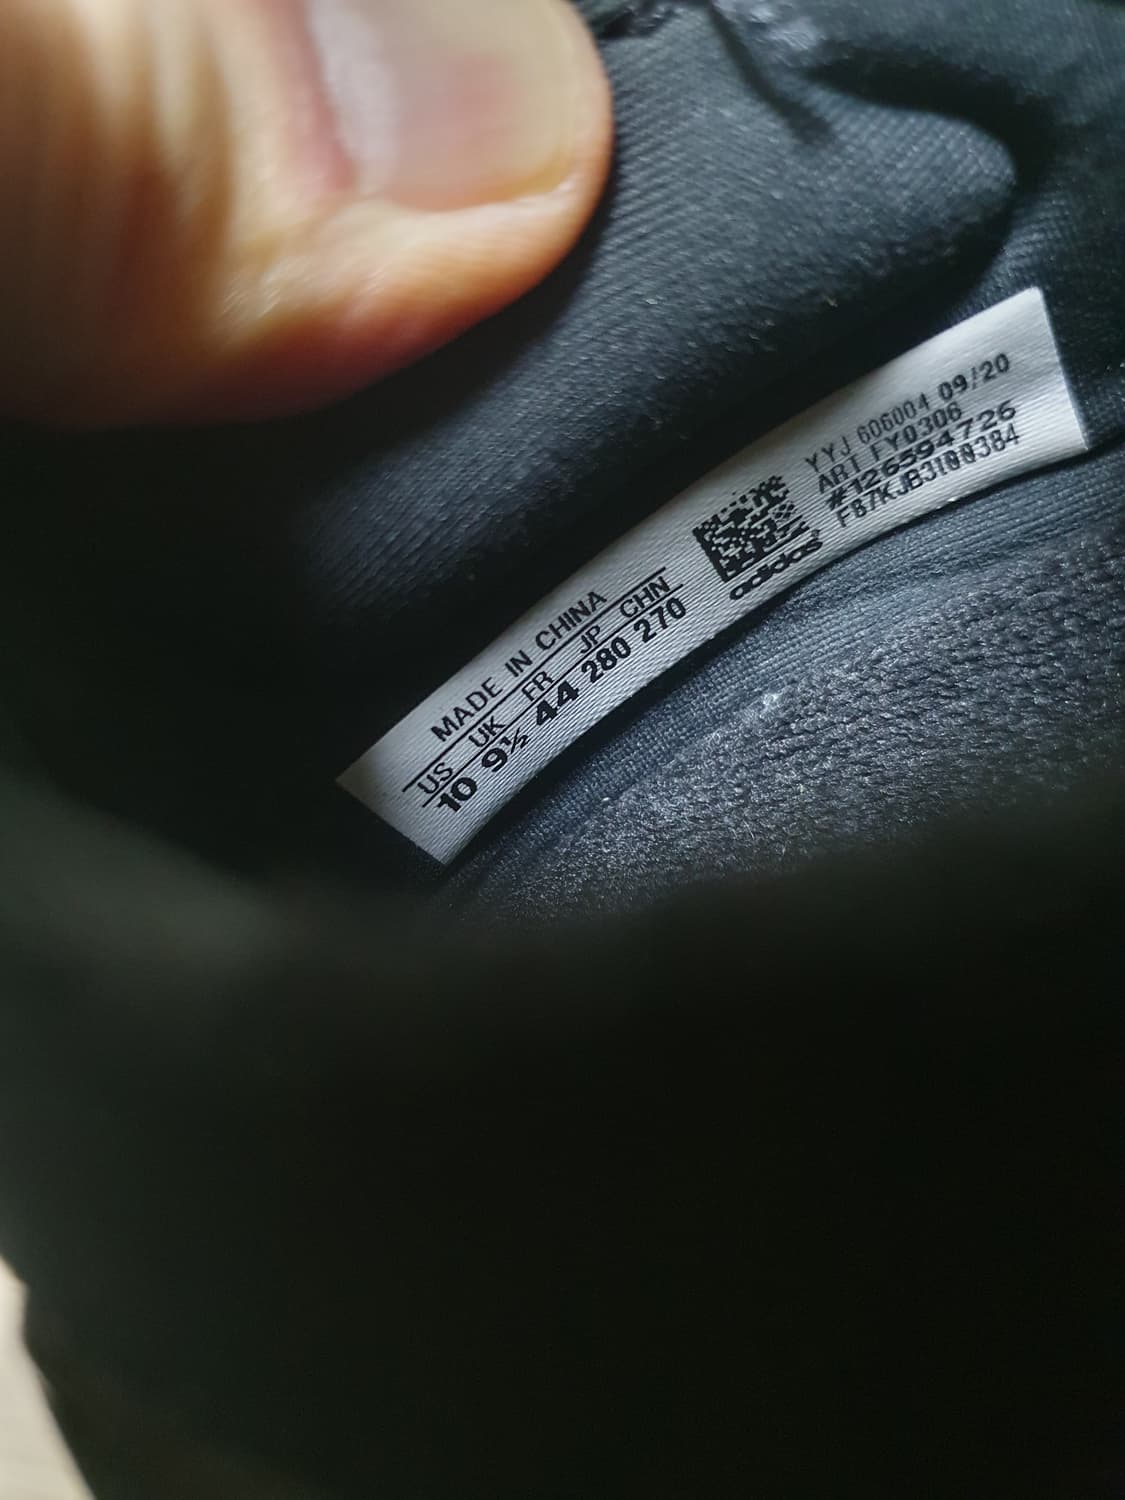 MADE IN CHINA
US UK FR JP CHN
10 9½ 44 280 270
adidas
YYJ 606004 09/20
ART FY0306
#126594726
F87KJB3100384